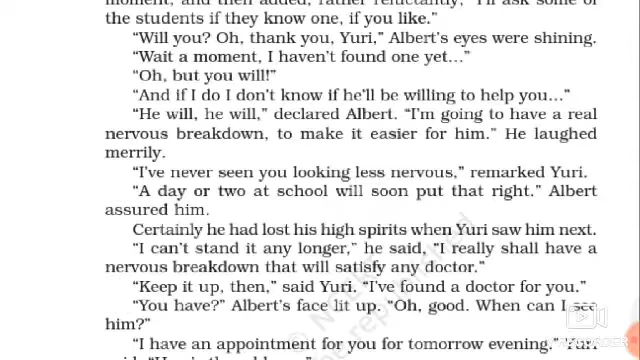 moment, and then added, rather reluctantly, “I’ll ask some of
the students if they know one, if you like.”
“Will you? Oh, thank you, Yuri,” Albert’s eyes were shining.
“Wait a moment, I haven’t found one yet...”
“Oh, but you will!”
“And if I do I don’t know if he’ll be willing to help you...”
“He will, he will,” declared Albert. “I’m going to have a real
nervous breakdown, to make it easier for him.” He laughed
merrily.
“I’ve never seen you looking less nervous,” remarked Yuri.
“A day or two at school will soon put that right.” Albert
assured him.
Certainly he had lost his high spirits when Yuri saw him next.
“I can’t stand it any longer,” he said, “I really shall have a
nervous breakdown that will satisfy any doctor.”
“Keep it up, then,” said Yuri. “I’ve found a doctor for you.”
“You have?” Albert’s face lit up. “Oh, good. When can I see
him?”
“I have an appointment for you for tomorrow evening.” Yuri
© NCERT
be republished